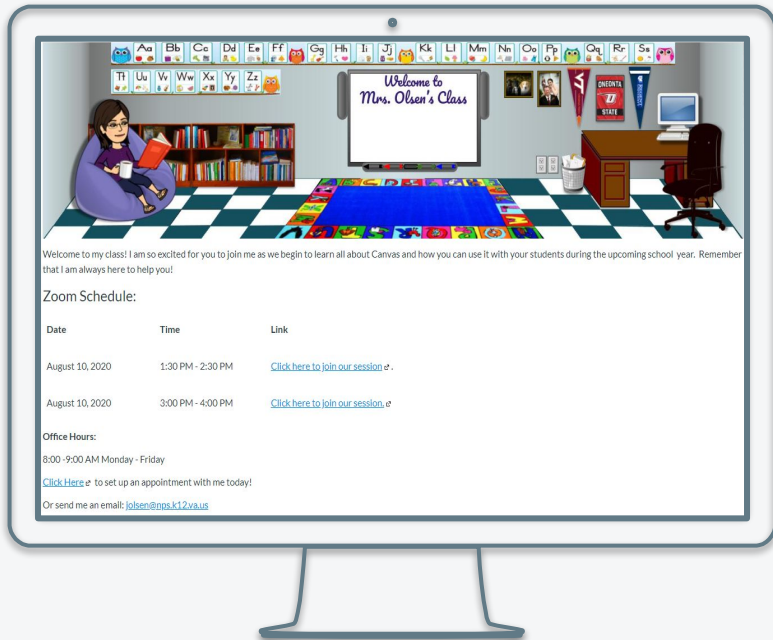 Aa Bb Cc Dd Ee Ff Gg Hh Ii Jj Kk Ll Mm Nn Oo Pp Qq Rr Ss
Tt Uu Vv Ww Xx Yy Zz
Welcome to
Mrs. Olsen's Class
ONEONTA
STATE
Welcome to my class! I am so excited for you to join me as we begin to learn all about Canvas and how you can use it with your students during the upcoming school year. Remember
that I am always here to help you!
Zoom Schedule:
Date Time Link
August 10, 2020 1:30 PM - 2:30 PM Click here to join our session .
August 10, 2020 3:00 PM - 4:00 PM Click here to join our session.
Office Hours:
8:00 -9:00 AM Monday - Friday
Click Here to set up an appointment with me today!
Or send me an email: jolsen@nps.k12.va.us